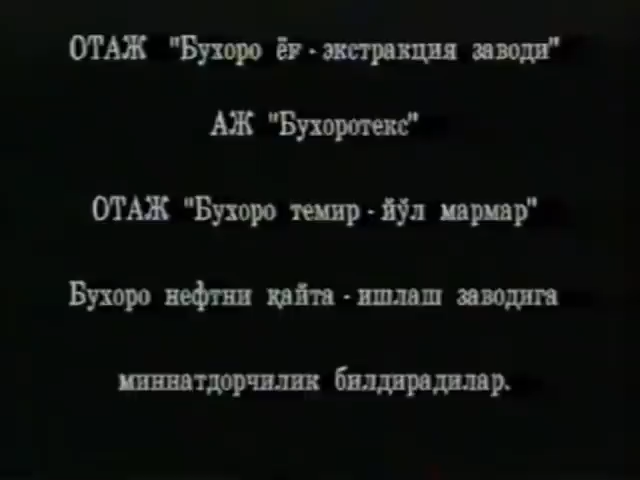 ОТАЖ "Бухоро ёғ - экстракция заводи"
АЖ "Бухоротекс"
ОТАЖ "Бухоро темир - йўл мармар"
Бухоро нефтни қайта - ишлаш заводига
миннатдорчилик билдирадилар.